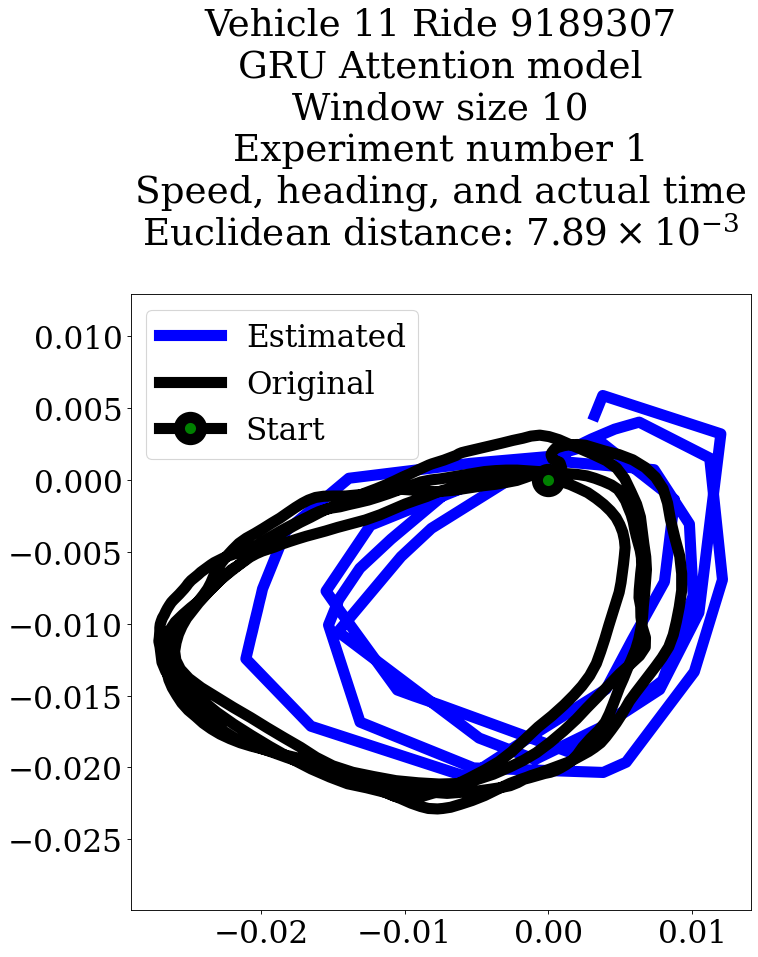 Vehicle 11 Ride 9189307
GRU Attention model
Window size 10
Experiment number 1
Speed, heading, and actual time
Euclidean distance: 7.89 × 10⁻³
Estimated
Original
Start
0.010
0.005
0.000
−0.005
−0.010
−0.015
−0.020
−0.025
−0.02 −0.01 0.00 0.01